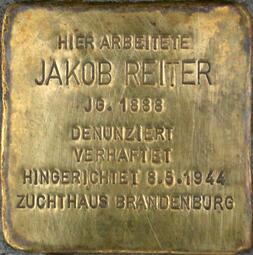 HIER ARBEITETE
JAKOB REITER
JG. 1888
DENUNZIERT
VERHAFTET
HINGERICHTET 8.5.1944
ZUCHTHAUS BRANDENBURG